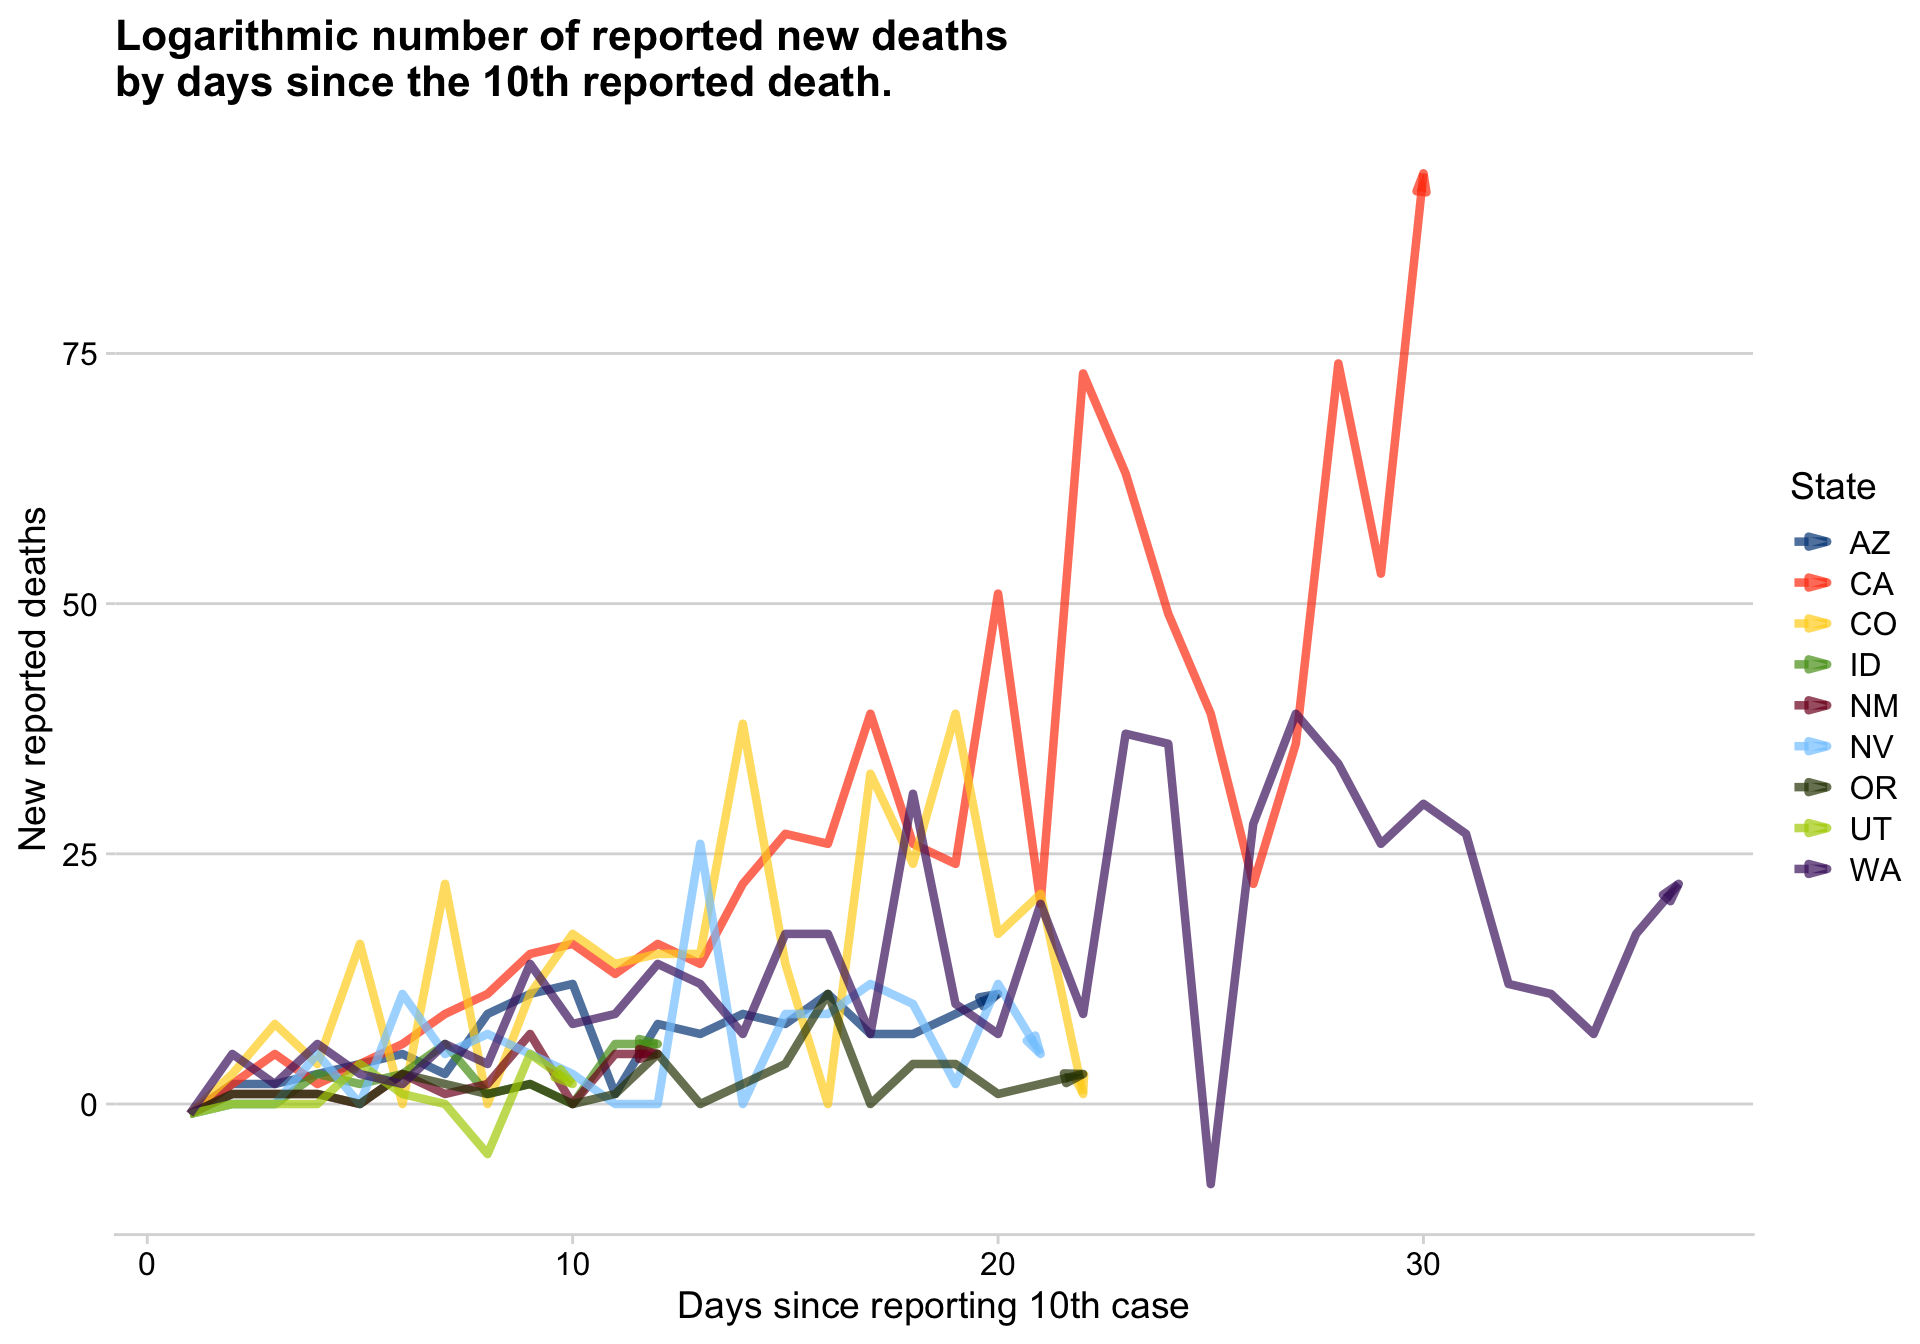 Logarithmic number of reported new deaths
by days since the 10th reported death.
New reported deaths
75
50
25
0
0 10 20 30
Days since reporting 10th case
State
AZ
CA
CO
ID
NM
NV
OR
UT
WA